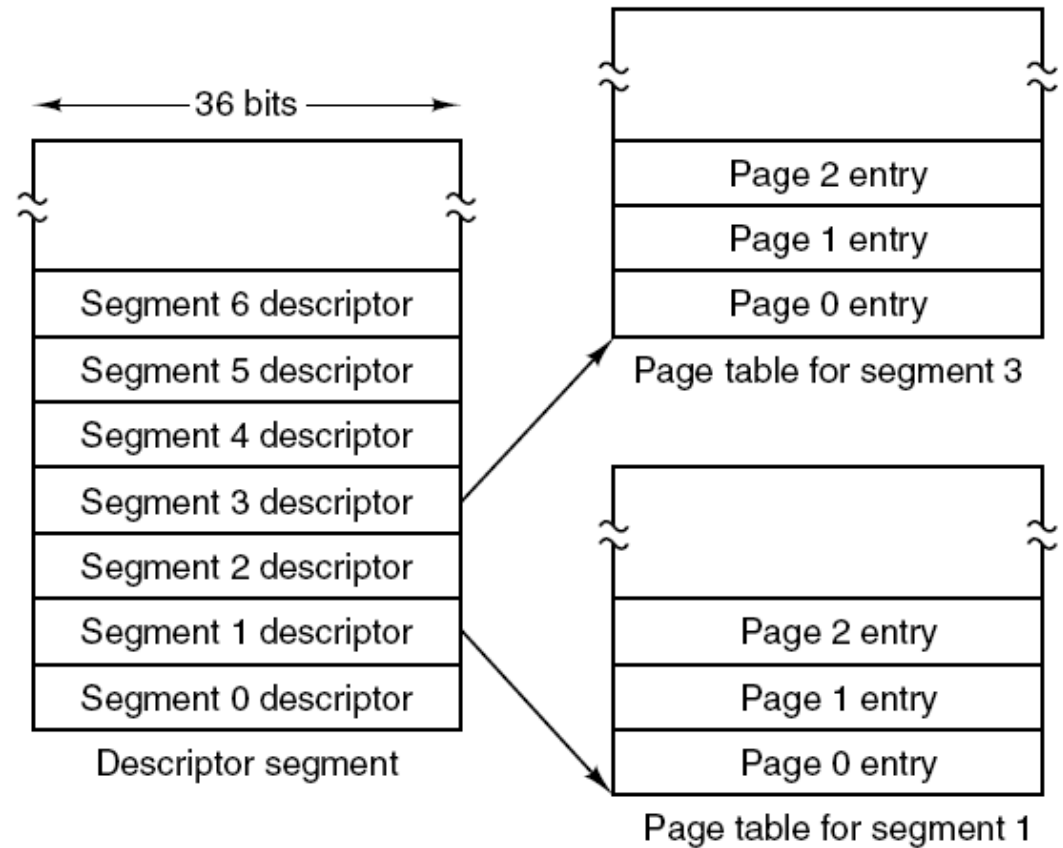 36 bits
Segment 6 descriptor
Segment 5 descriptor
Segment 4 descriptor
Segment 3 descriptor
Segment 2 descriptor
Segment 1 descriptor
Segment 0 descriptor
Descriptor segment
Page 2 entry
Page 1 entry
Page 0 entry
Page table for segment 3
Page 2 entry
Page 1 entry
Page 0 entry
Page table for segment 1